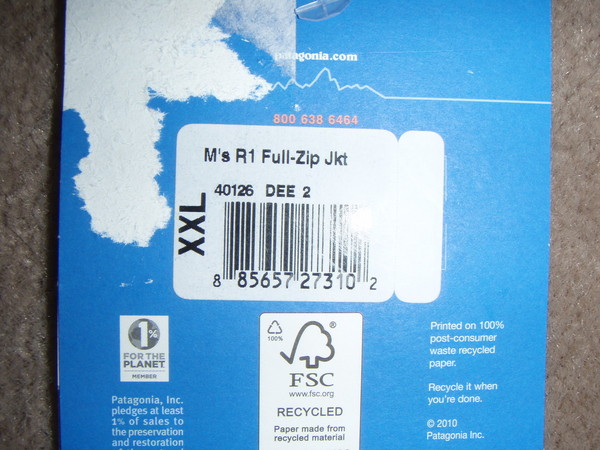 patagonia.com
800 638 6464
M's R1 Full-Zip Jkt
40126 DEE 2
XXL
8 85657 27310 2
1%
FOR THE
PLANET
MEMBER
Patagonia, Inc.
pledges at least
1% of sales to
the preservation
and restoration
100%
®
FSC
www.fsc.org
RECYCLED
Paper made from
recycled material
Printed on 100%
post-consumer
waste recycled
paper.
Recycle it when
you're done.
© 2010
Patagonia Inc.